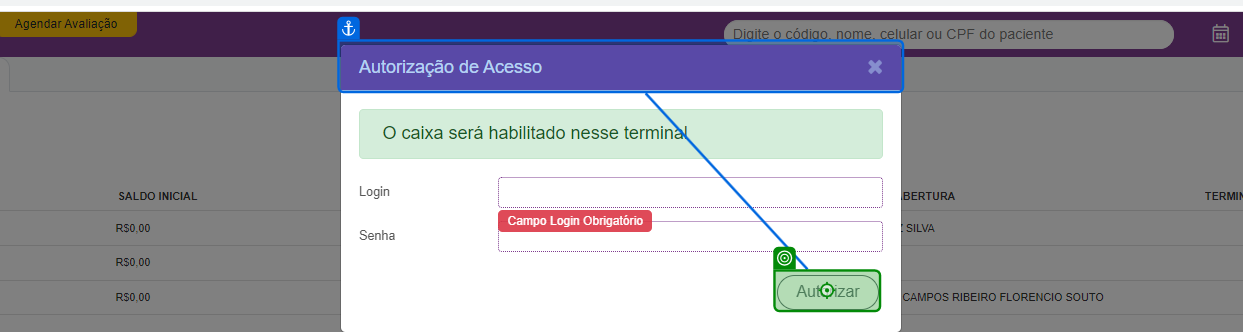 Agendar Avaliação
Digite o código, nome, celular ou CPF do paciente
Autorização de Acesso
O caixa será habilitado nesse terminal
SALDO INICIAL
Login
ABERTURA
Campo Login Obrigatório
R$0,00
Senha
SILVA
R$0,00
Autorizar
R$0,00
CAMPOS RIBEIRO FLORENCIO SOUTO